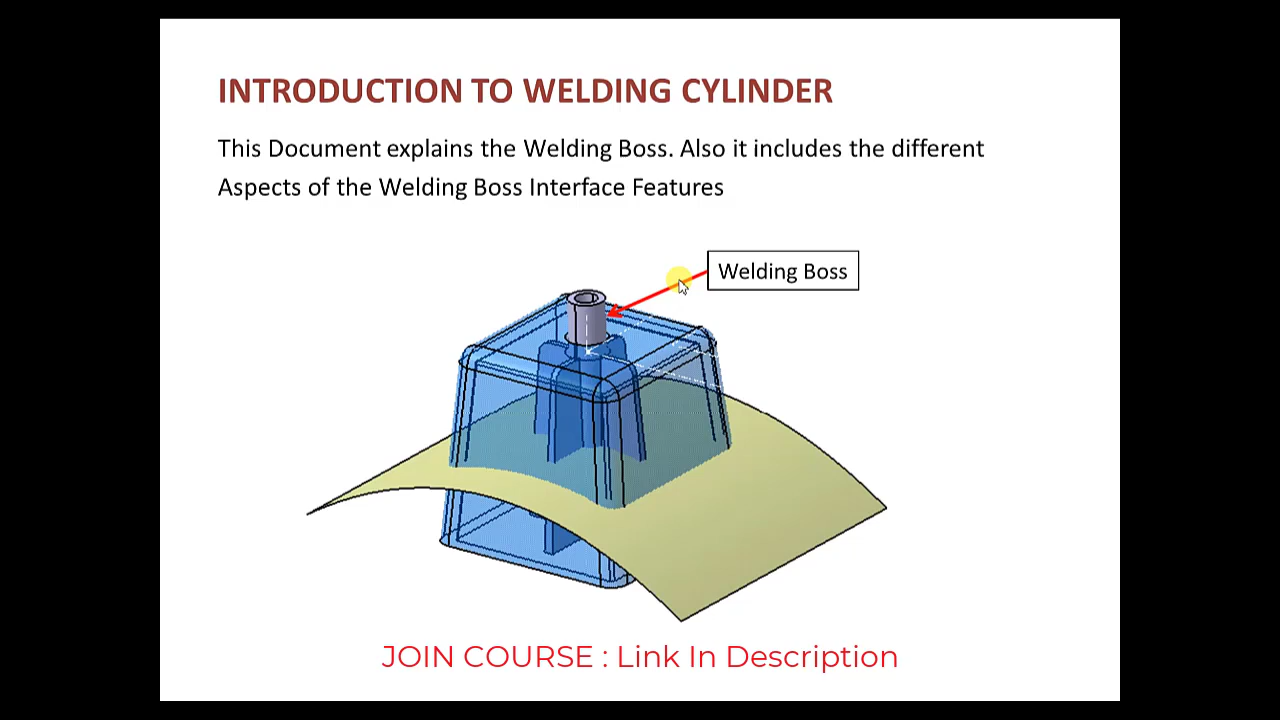 INTRODUCTION TO WELDING CYLINDER
This Document explains the Welding Boss. Also it includes the different
Aspects of the Welding Boss Interface Features
Welding Boss
JOIN COURSE : Link In Description